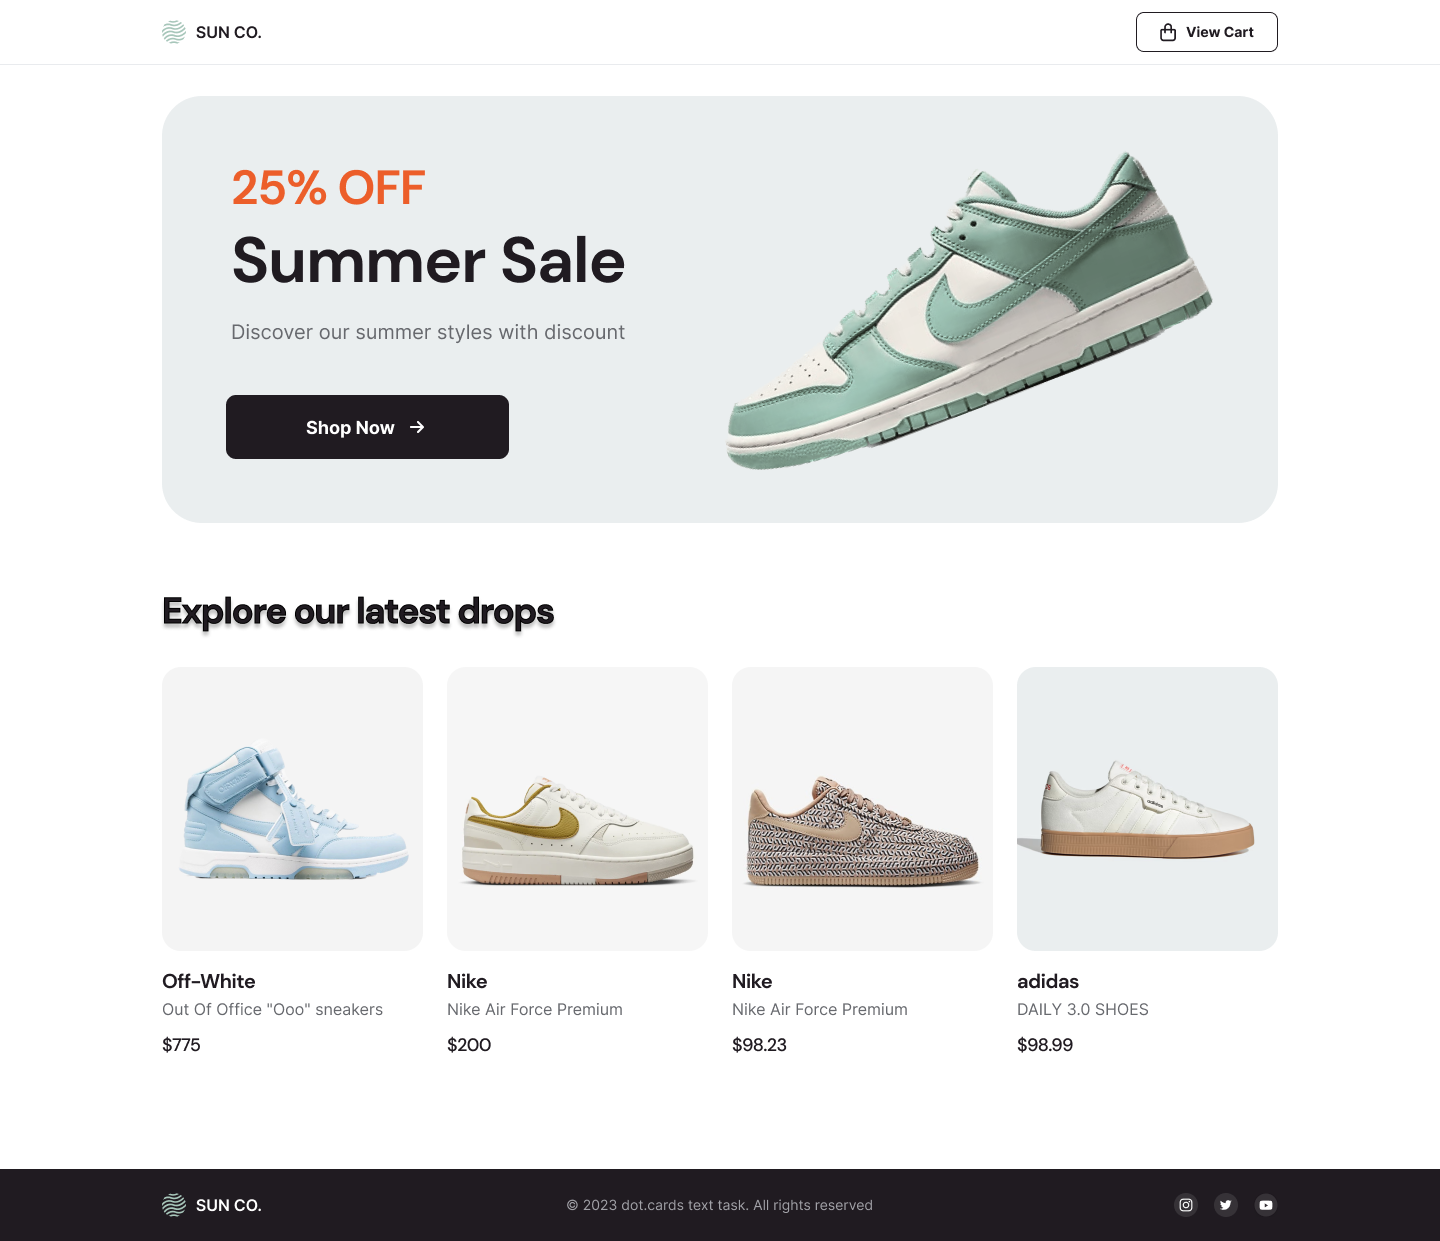 SUN CO.
View Cart
25% OFF
Summer Sale
Discover our summer styles with discount
Shop Now
Explore our latest drops
Off-White
Out Of Office "Ooo" sneakers
$775
Nike
Nike Air Force Premium
$200
Nike
Nike Air Force Premium
$98.23
adidas
adidas
DAILY 3.0 SHOES
$98.99
SUN CO.
© 2023 dot.cards text task. All rights reserved